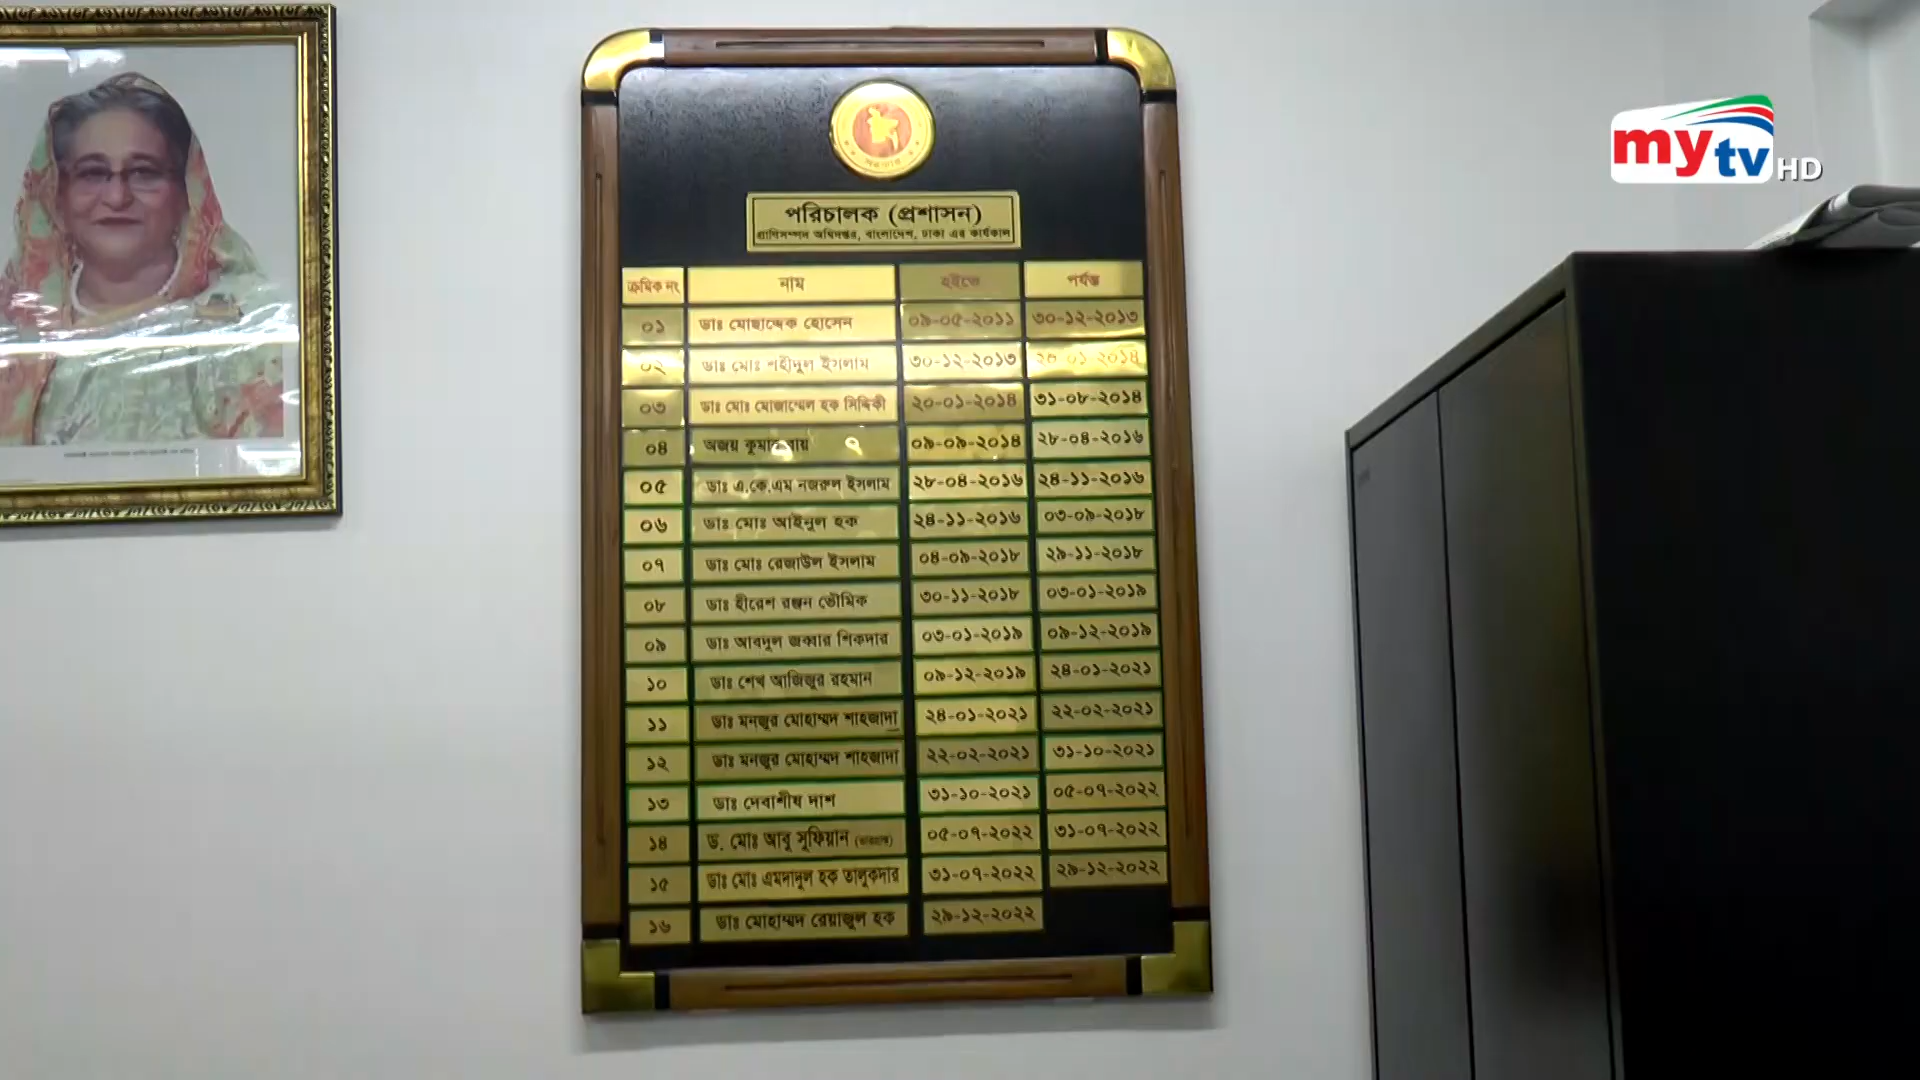 my tv HD
সরকার
পরিচালক (প্রশাসন)
প্রাণিসম্পদ অধিদপ্তর, বাংলাদেশ, ঢাকা এর কার্যকাল
ক্রমিক নং নাম হইতে পর্যন্ত
০১ ডাঃ মোছাদ্দেক হোসেন ০৯-০৫-২০১১ ৩০-১২-২০১৩
০২ ডাঃ মোঃ শহীদুল ইসলাম ৩০-১২-২০১৩ ২০-০১-২০১৪
০৩ ডাঃ মোঃ মোজাম্মেল হক সিদ্দিকী ২০-০১-২০১৪ ৩১-০৮-২০১৪
০৪ অজয় কুমার রায় ০৯-০৯-২০১৪ ২৮-০৪-২০১৬
০৫ ডাঃ এ.কে.এম নজরুল ইসলাম ২৮-০৪-২০১৬ ২৪-১১-২০১৬
০৬ ডাঃ মোঃ আইনুল হক ২৪-১১-২০১৬ ০৩-০৯-২০১৮
০৭ ডাঃ মোঃ রেজাউল ইসলাম ০৪-০৯-২০১৮ ২৯-১১-২০১৮
০৮ ডাঃ হীরেশ রঞ্জন ভৌমিক ৩০-১১-২০১৮ ০৩-০১-২০১৯
০৯ ডাঃ আবদুল জব্বার শিকদার ০৩-০১-২০১৯ ০৯-১২-২০১৯
১০ ডাঃ শেখ আজিজুর রহমান ০৯-১২-২০১৯ ২৪-০১-২০২১
১১ ডাঃ মনজুর মোহাম্মদ শাহজাদা ২৪-০১-২০২১ ২২-০২-২০২১
১২ ডাঃ মনজুর মোহাম্মদ শাহজাদা ২২-০২-২০২১ ৩১-১০-২০২১
১৩ ডাঃ দেবাশীষ দাশ ৩১-১০-২০২১ ০৫-০৭-২০২২
১৪ ড. মোঃ আবু সুফিয়ান ০৫-০৭-২০২২ ৩১-০৭-২০২২
১৫ ডাঃ মোঃ এমদাদুল হক তালুকদার ৩১-০৭-২০২২ ২৯-১২-২০২২
১৬ ডাঃ মোহাম্মদ রেয়াজুল হক ২৯-১২-২০২২